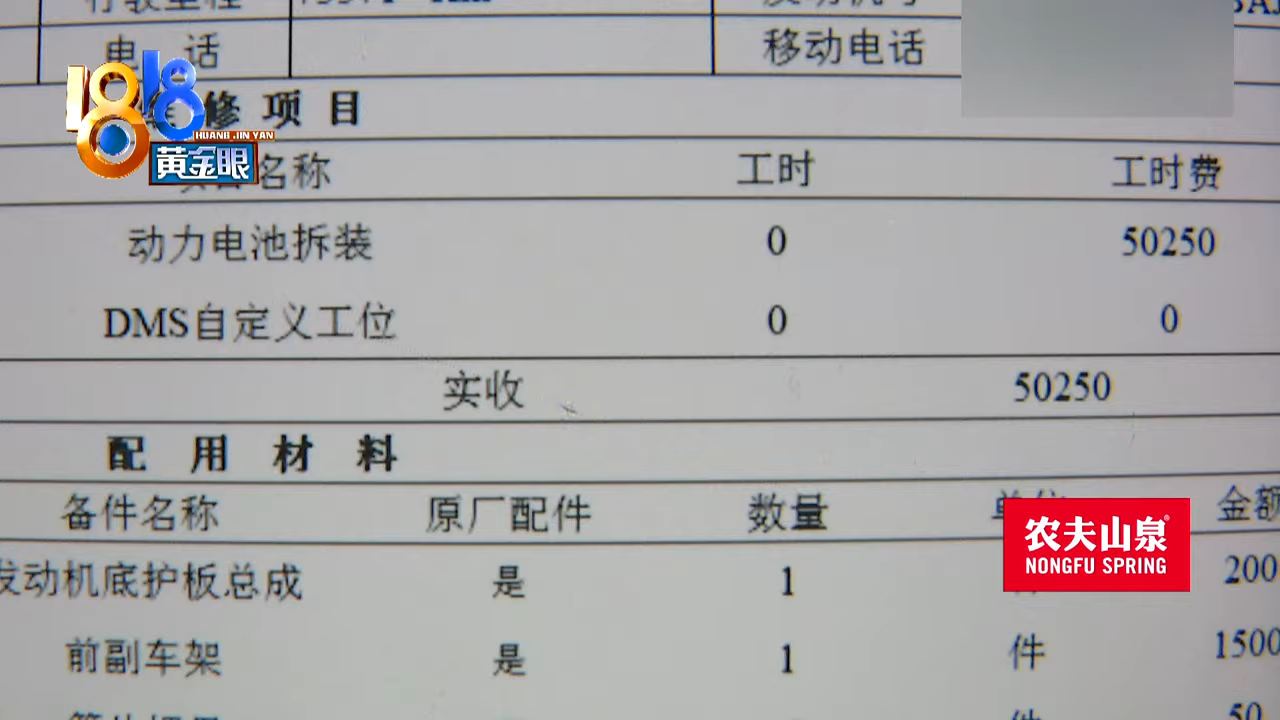 电 话 移动电话
修 项 目
名称 工时 工时费
动力电池拆装 0 50250
DMS自定义工位 0 0
实收 50250
配 用 材 料
备件名称 原厂配件 数量 金额
发动机底护板总成 是 1 200
前副车架 是 1 件 1500
1818
HUANG JIN YAN
黄金眼
农夫山泉
NONGFU SPRING